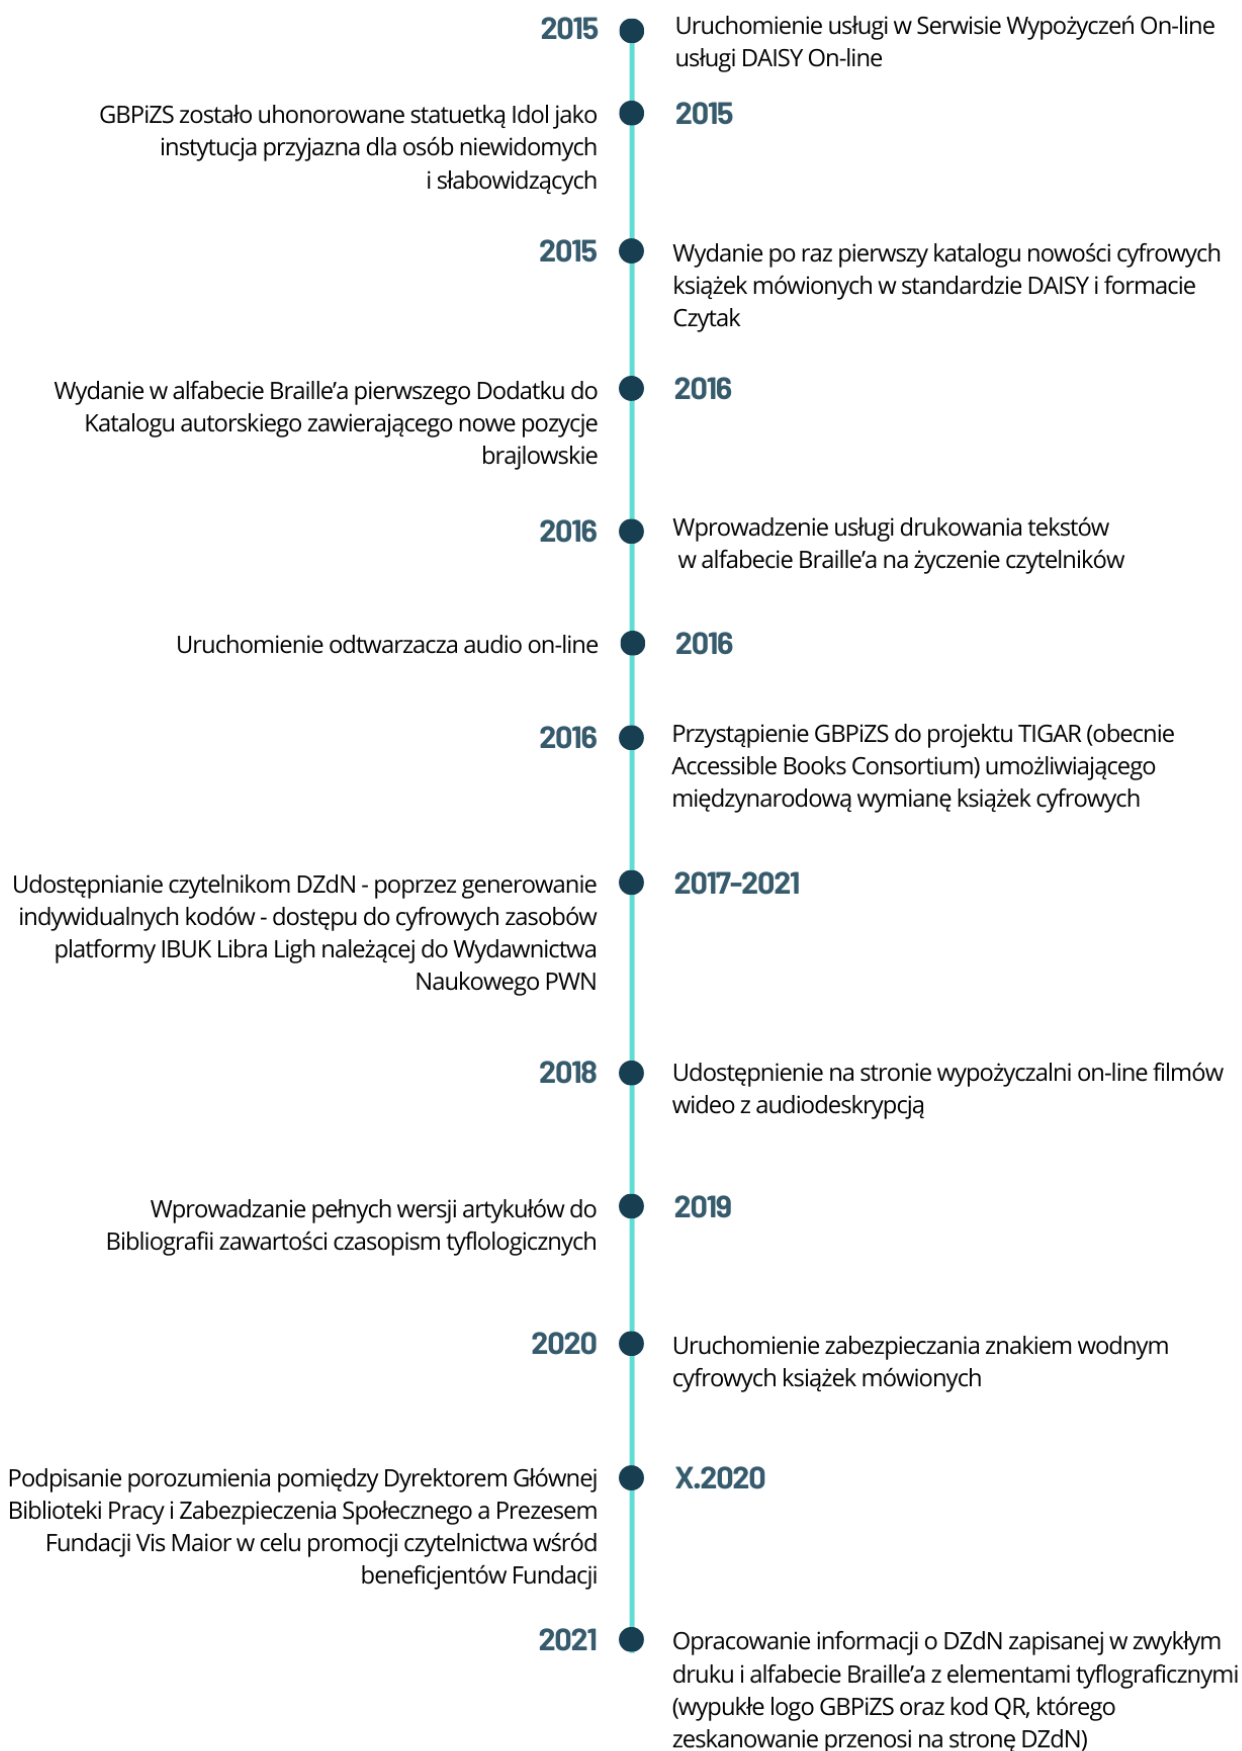 2015
Uruchomienie usługi w Serwisie Wypożyczeń On-line
usługi DAISY On-line
2015
GBPiZS zostało uhonorowane statuetką Idol jako
instytucja przyjazna dla osób niewidomych
i słabowidzących
2015
Wydanie po raz pierwszy katalogu nowości cyfrowych
książek mówionych w standardzie DAISY i formacie
Czytak
2016
Wydanie w alfabecie Braille’a pierwszego Dodatku do
Katalogu autorskiego zawierającego nowe pozycje
brajlowskie
2016
Wprowadzenie usługi drukowania tekstów
w alfabecie Braille’a na życzenie czytelników
2016
Uruchomienie odtwarzacza audio on-line
2016
Przystąpienie GBPiZS do projektu TIGAR (obecnie
Accessible Books Consortium) umożliwiającego
międzynarodową wymianę książek cyfrowych
2017-2021
Udostępnianie czytelnikom DZdN - poprzez generowanie
indywidualnych kodów - dostępu do cyfrowych zasobów
platformy IBUK Libra Ligh należącej do Wydawnictwa
Naukowego PWN
2018
Udostępnienie na stronie wypożyczalni on-line filmów
wideo z audiodeskrypcją
2019
Wprowadzanie pełnych wersji artykułów do
Bibliografii zawartości czasopism tyflologicznych
2020
Uruchomienie zabezpieczania znakiem wodnym
cyfrowych książek mówionych
X.2020
Podpisanie porozumienia pomiędzy Dyrektorem Głównej
Biblioteki Pracy i Zabezpieczenia Społecznego a Prezesem
Fundacji Vis Maior w celu promocji czytelnictwa wśród
beneficjentów Fundacji
2021
Opracowanie informacji o DZdN zapisanej w zwykłym
druku i alfabecie Braille’a z elementami tyflograficznymi
(wypukłe logo GBPiZS oraz kod QR, którego
zeskanowanie przenosi na stronę DZdN)